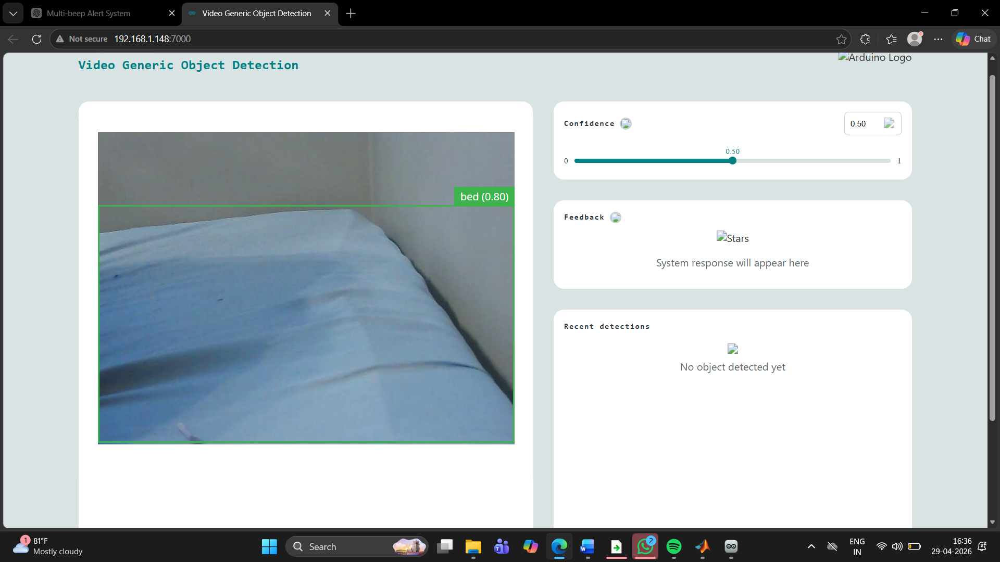 Multi-beep Alert System
Video Generic Object Detection
Not secure 192.168.1.148:7000
Chat
Video Generic Object Detection
Arduino Logo
Confidence
0.50
0.50
0
1
bed (0.80)
Feedback
Stars
System response will appear here
Recent detections
No object detected yet
1
81°F
Mostly cloudy
Search
2
ENG
IN
16:36
29-04-2026